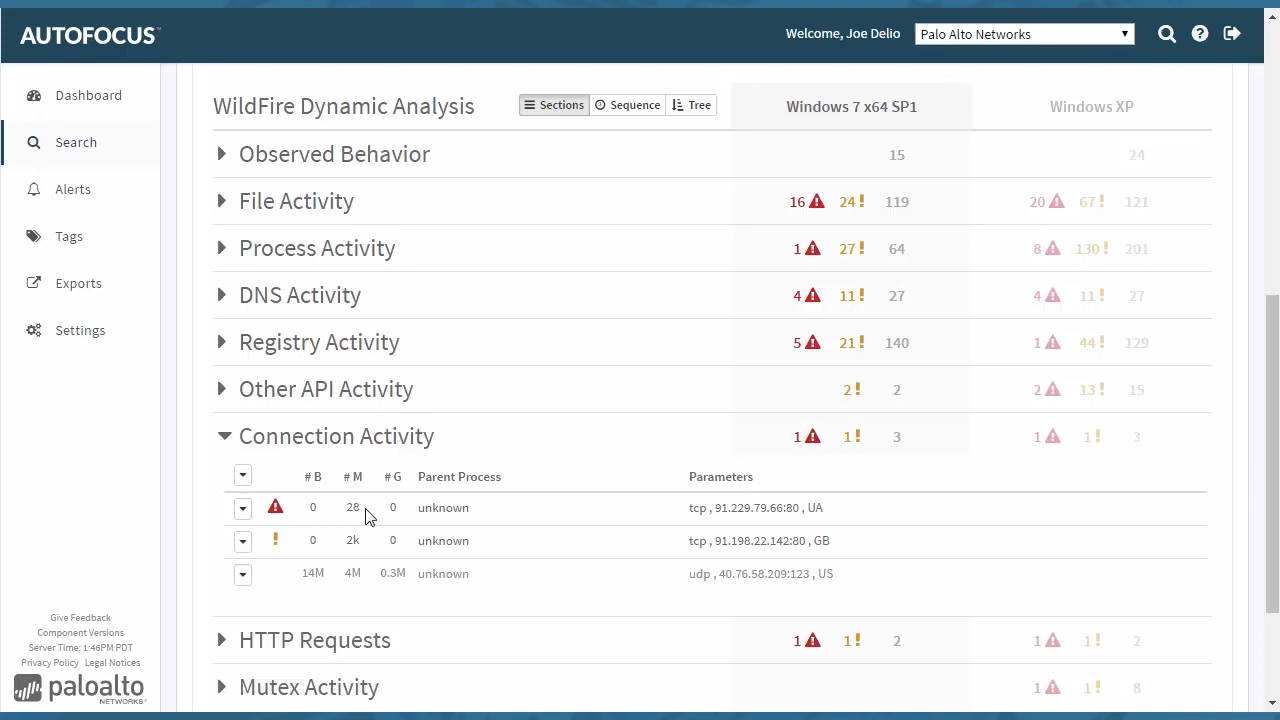 AUTOFOCUS™
Welcome, Joe Delio
Palo Alto Networks
Dashboard
Search
Alerts
Tags
Exports
Settings
Give Feedback
Component Versions
Server Time: 1:46PM PDT
Privacy Policy Legal Notices
paloalto
NETWORKS®
WildFire Dynamic Analysis Sections Sequence Tree Windows 7 x64 SP1 Windows XP
Observed Behavior 15 24
File Activity 16 24 119 20 67 121
Process Activity 1 27 64 8 130 201
DNS Activity 4 11 27 4 11 27
Registry Activity 5 21 140 1 44 129
Other API Activity 2 2 2 13 15
Connection Activity 1 1 3 1 1 3
# B # M # G Parent Process Parameters
0 28 0 unknown tcp , 91.229.79.66:80 , UA
0 2k 0 unknown tcp , 91.198.22.142:80 , GB
14M 4M 0.3M unknown udp , 40.76.58.209:123 , US
HTTP Requests 1 1 2 1 1 2
Mutex Activity 1 1 8